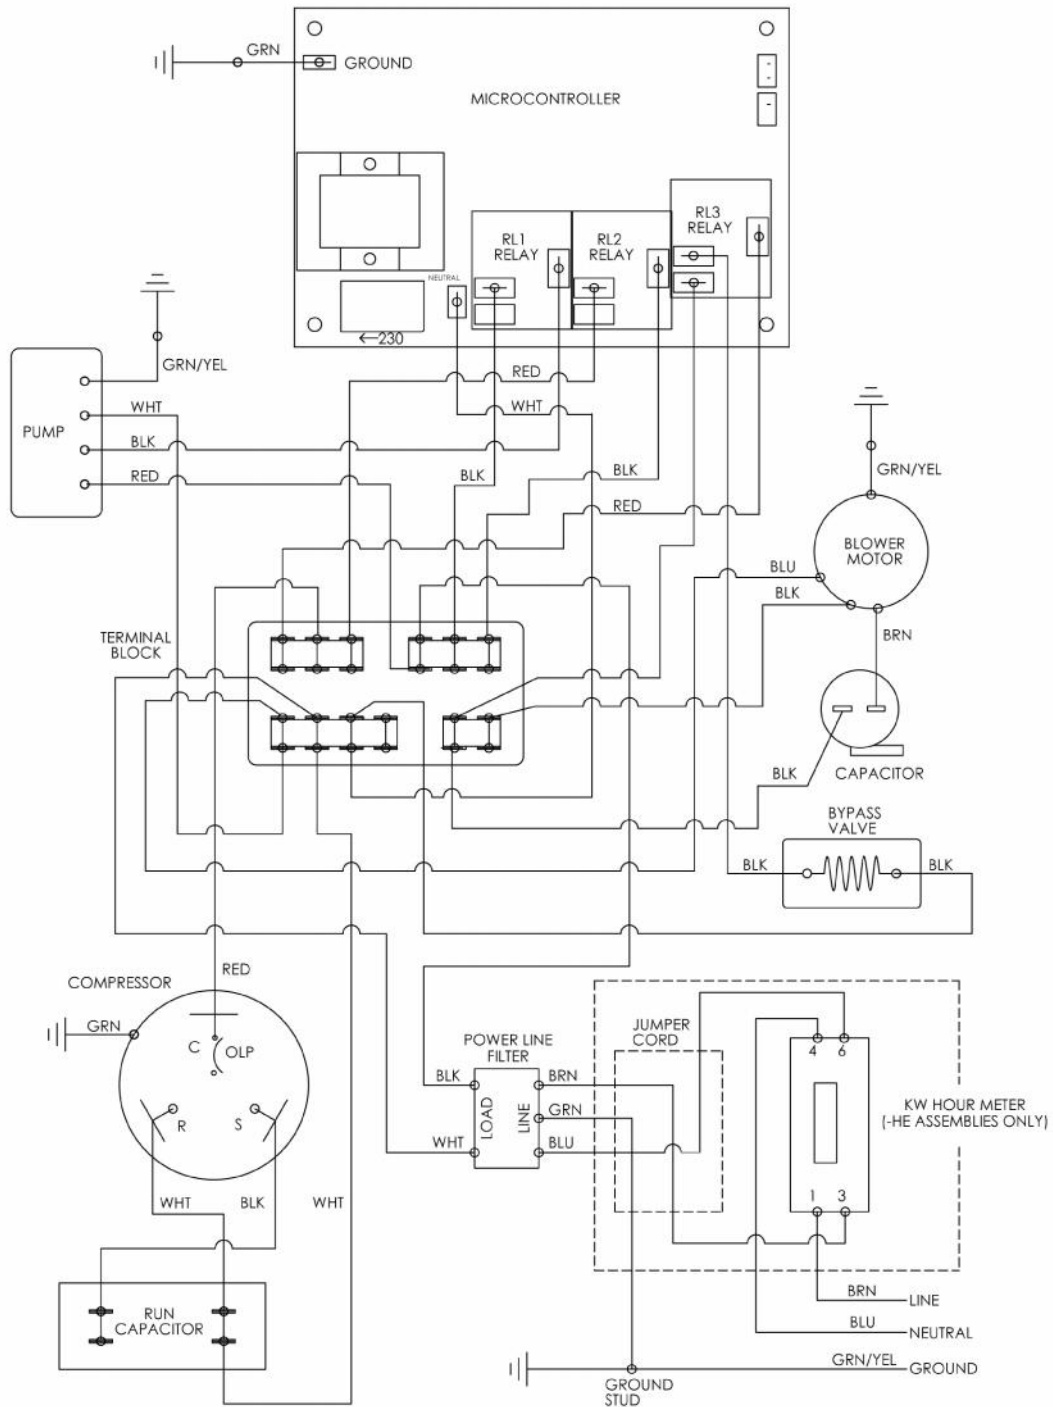 GRN
GROUND
MICROCONTROLLER
RL3
RELAY
RL1
RELAY
RL2
RELAY
NEUTRAL
←230
GRN/YEL
RED
WHT
WHT
PUMP
BLK
RED
BLK
BLK
RED
GRN/YEL
BLOWER
MOTOR
BLU
BLK
BRN
TERMINAL
BLOCK
BLK
CAPACITOR
BYPASS
VALVE
BLK
BLK
RED
COMPRESSOR
GRN
C
OLP
R
S
POWER LINE
FILTER
JUMPER
CORD
4
6
BLK
BRN
LOAD
LINE
GRN
WHT
BLU
KW HOUR METER
(-HE ASSEMBLIES ONLY)
1
3
WHT
BLK
WHT
RUN
CAPACITOR
BRN
LINE
BLU
NEUTRAL
GRN/YEL
GROUND
GROUND
STUD